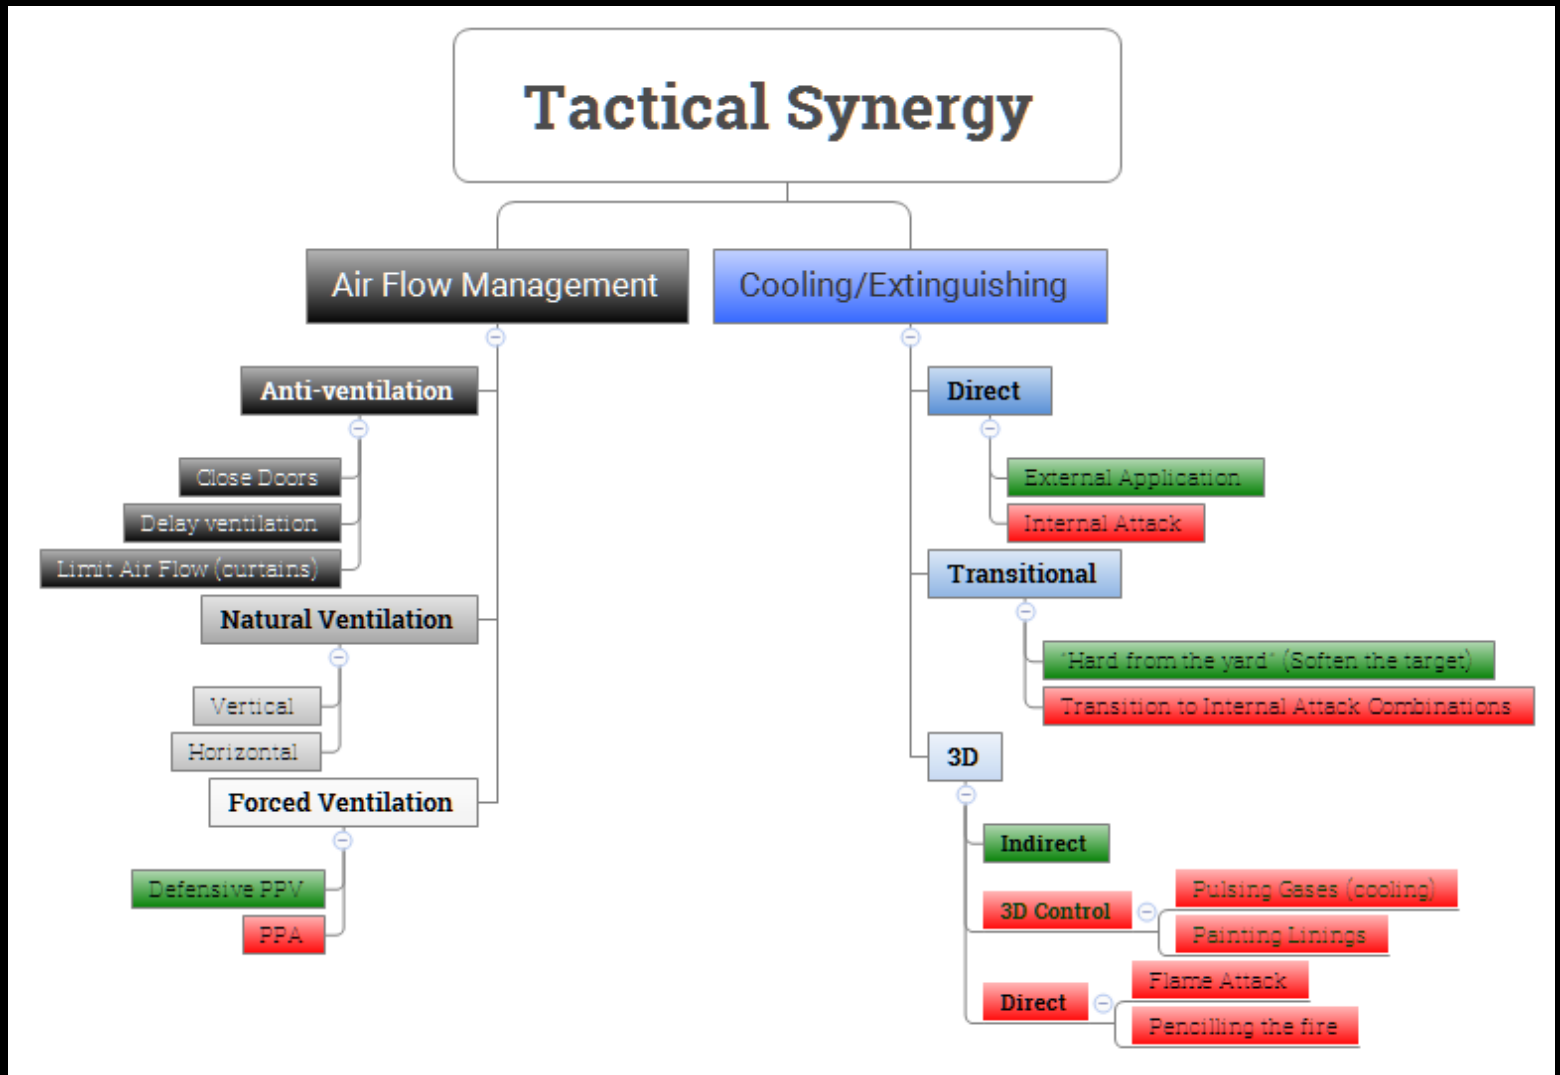 Tactical Synergy
Air Flow Management
Cooling/Extinguishing
Anti-ventilation
Close Doors
Delay ventilation
Limit Air Flow (curtains)
Natural Ventilation
Vertical
Horizontal
Forced Ventilation
Defensive PPV
PPA
Direct
External Application
Internal Attack
Transitional
"Hard from the yard" (Soften the target)
Transition to Internal Attack Combinations
3D
Indirect
3D Control
Pulsing Gases (cooling)
Painting Linings
Direct
Flame Attack
Pencilling the fire